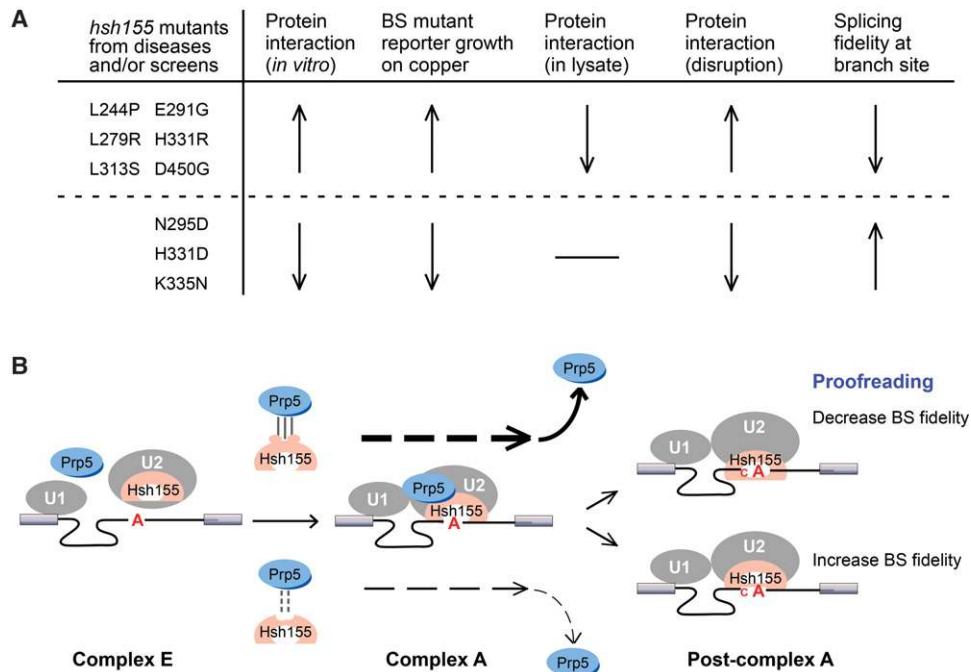 A
hsh155 mutants
from diseases
and/or screens
Protein
interaction
(in vitro)
BS mutant
reporter growth
on copper
Protein
interaction
(in lysate)
Protein
interaction
(disruption)
Splicing
fidelity at
branch site
L244P E291G
L279R H331R
L313S D450G
N295D
H331D
K335N
B
Prp5
Proofreading
Prp5
Decrease BS fidelity
Hsh155
U2
U1
Hsh155
c A
Prp5
U2
Hsh155
U1
A
U1
Prp5
U2
Hsh155
A
Prp5
Hsh155
U2
U1
Hsh155
c A
Increase BS fidelity
Prp5
Complex E
Complex A
Post-complex A